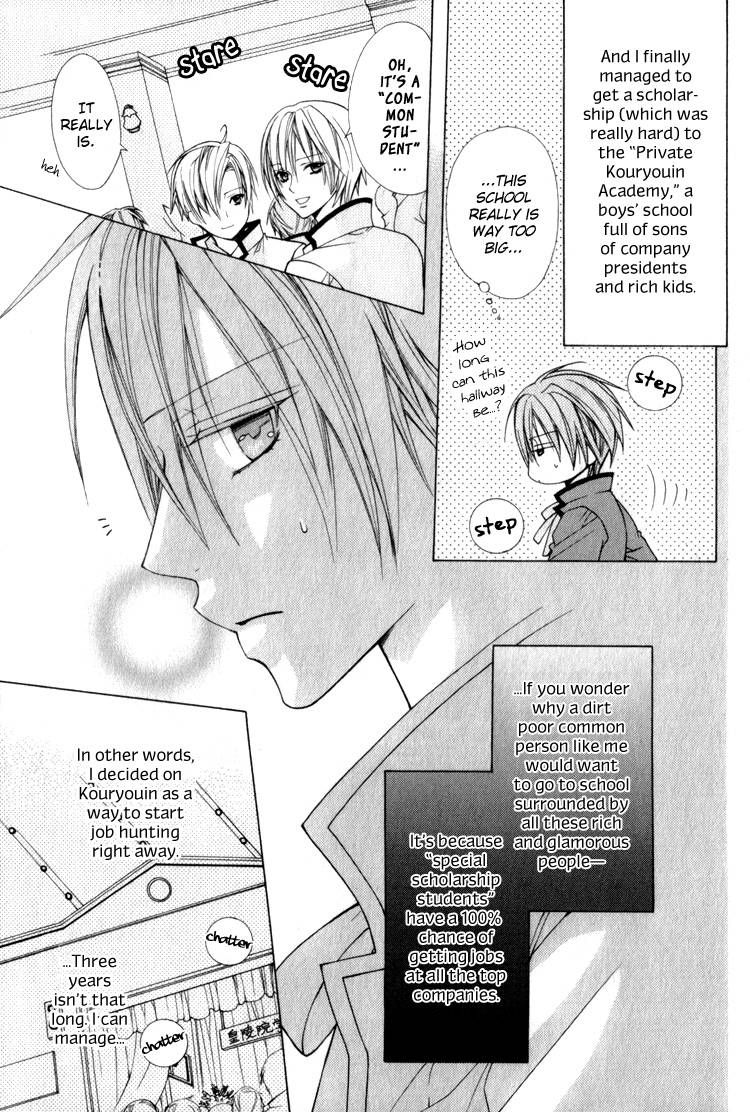 And I finally
managed to
get a scholar-
ship (which was
really hard) to
the "Private
Kouryouin
Academy," a
boys' school
full of sons
of company
presidents
and rich kids.
...THIS
SCHOOL
REALLY IS
WAY TOO
BIG...
How
long
can this
hallway
be...?
step
step
stare
stare
OH,
IT'S A
"COM-
MON
STU-
DENT"
...
IT
REALLY
IS.
heh
...If you wonder
why a dirt
poor common
person like me
would want
to go to school
surrounded by
all these rich
and glamorous
people—
It's because
"special
scholarship
students"
have a 100%
chance of
getting jobs
at all the top
companies.
In other words,
I decided on
Kouryouin as a
way to start
job hunting
right away.
chatter
...Three
years
isn't that
long. I can
manage...
chatter
皇陵院学